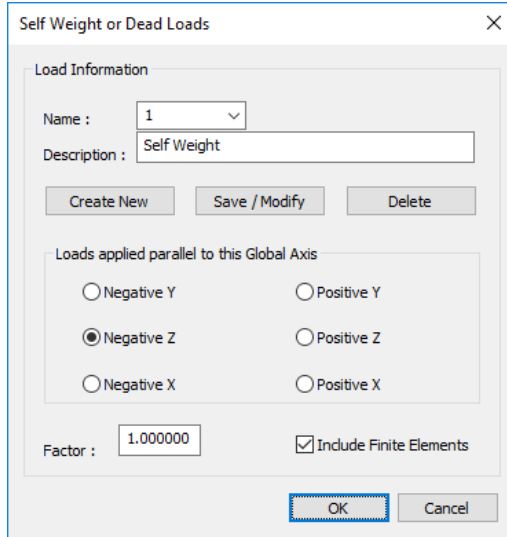 Self Weight or Dead Loads
Load Information
Name : 1
Description : Self Weight
Create New Save / Modify Delete
Loads applied parallel to this Global Axis
Negative Y Positive Y
Negative Z Positive Z
Negative X Positive X
Factor : 1.000000 Include Finite Elements
OK Cancel